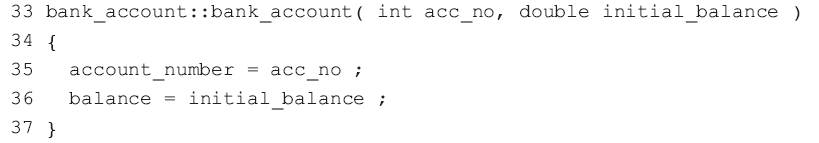 33 bank_account::bank_account( int acc_no, double initial_balance )
34 {
35   account_number = acc_no ;
36   balance = initial_balance ;
37 }